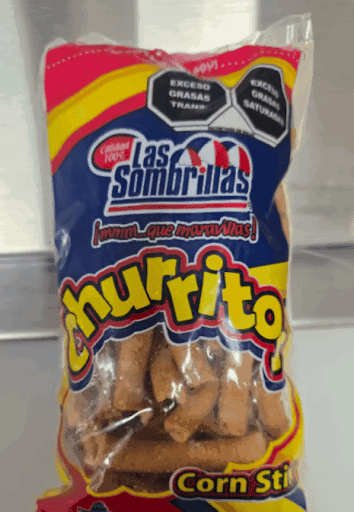 EXCESO
GRASAS
TRANS
EXCESO
GRASAS
SATURADAS
Calidad
100%
Las
Sombrillas
¡mmm...que maravillas!
Churrito
Corn Sti